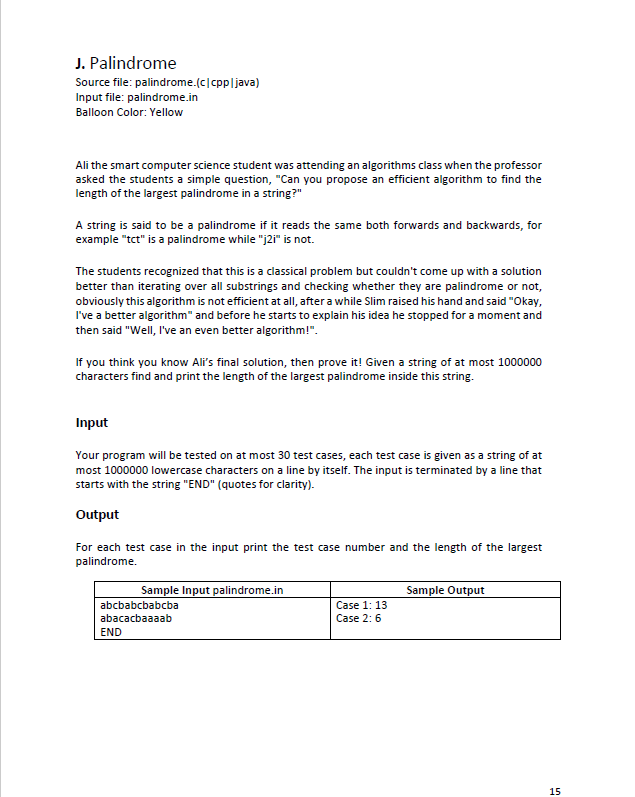 J. Palindrome
Source file: palindrome.(c|cpp|java)
Input file: palindrome.in
Balloon Color: Yellow
Ali the smart computer science student was attending an algorithms class when the professor
asked the students a simple question, "Can you propose an efficient algorithm to find the
length of the largest palindrome in a string?"
A string is said to be a palindrome if it reads the same both forwards and backwards, for
example "tct" is a palindrome while "j2i" is not.
The students recognized that this is a classical problem but couldn't come up with a solution
better than iterating over all substrings and checking whether they are palindrome or not,
obviously this algorithm is not efficient at all, after a while Slim raised his hand and said "Okay,
I've a better algorithm" and before he starts to explain his idea he stopped for a moment and
then said "Well, I've an even better algorithm!".
If you think you know Ali's final solution, then prove it! Given a string of at most 1000000
characters find and print the length of the largest palindrome inside this string.
Input
Your program will be tested on at most 30 test cases, each test case is given as a string of at
most 1000000 lowercase characters on a line by itself. The input is terminated by a line that
starts with the string "END" (quotes for clarity).
Output
For each test case in the input print the test case number and the length of the largest
palindrome.
Sample Input palindrome.in Sample Output
abcbabcbabcba Case 1: 13
abacacbaaaab Case 2: 6
END
15